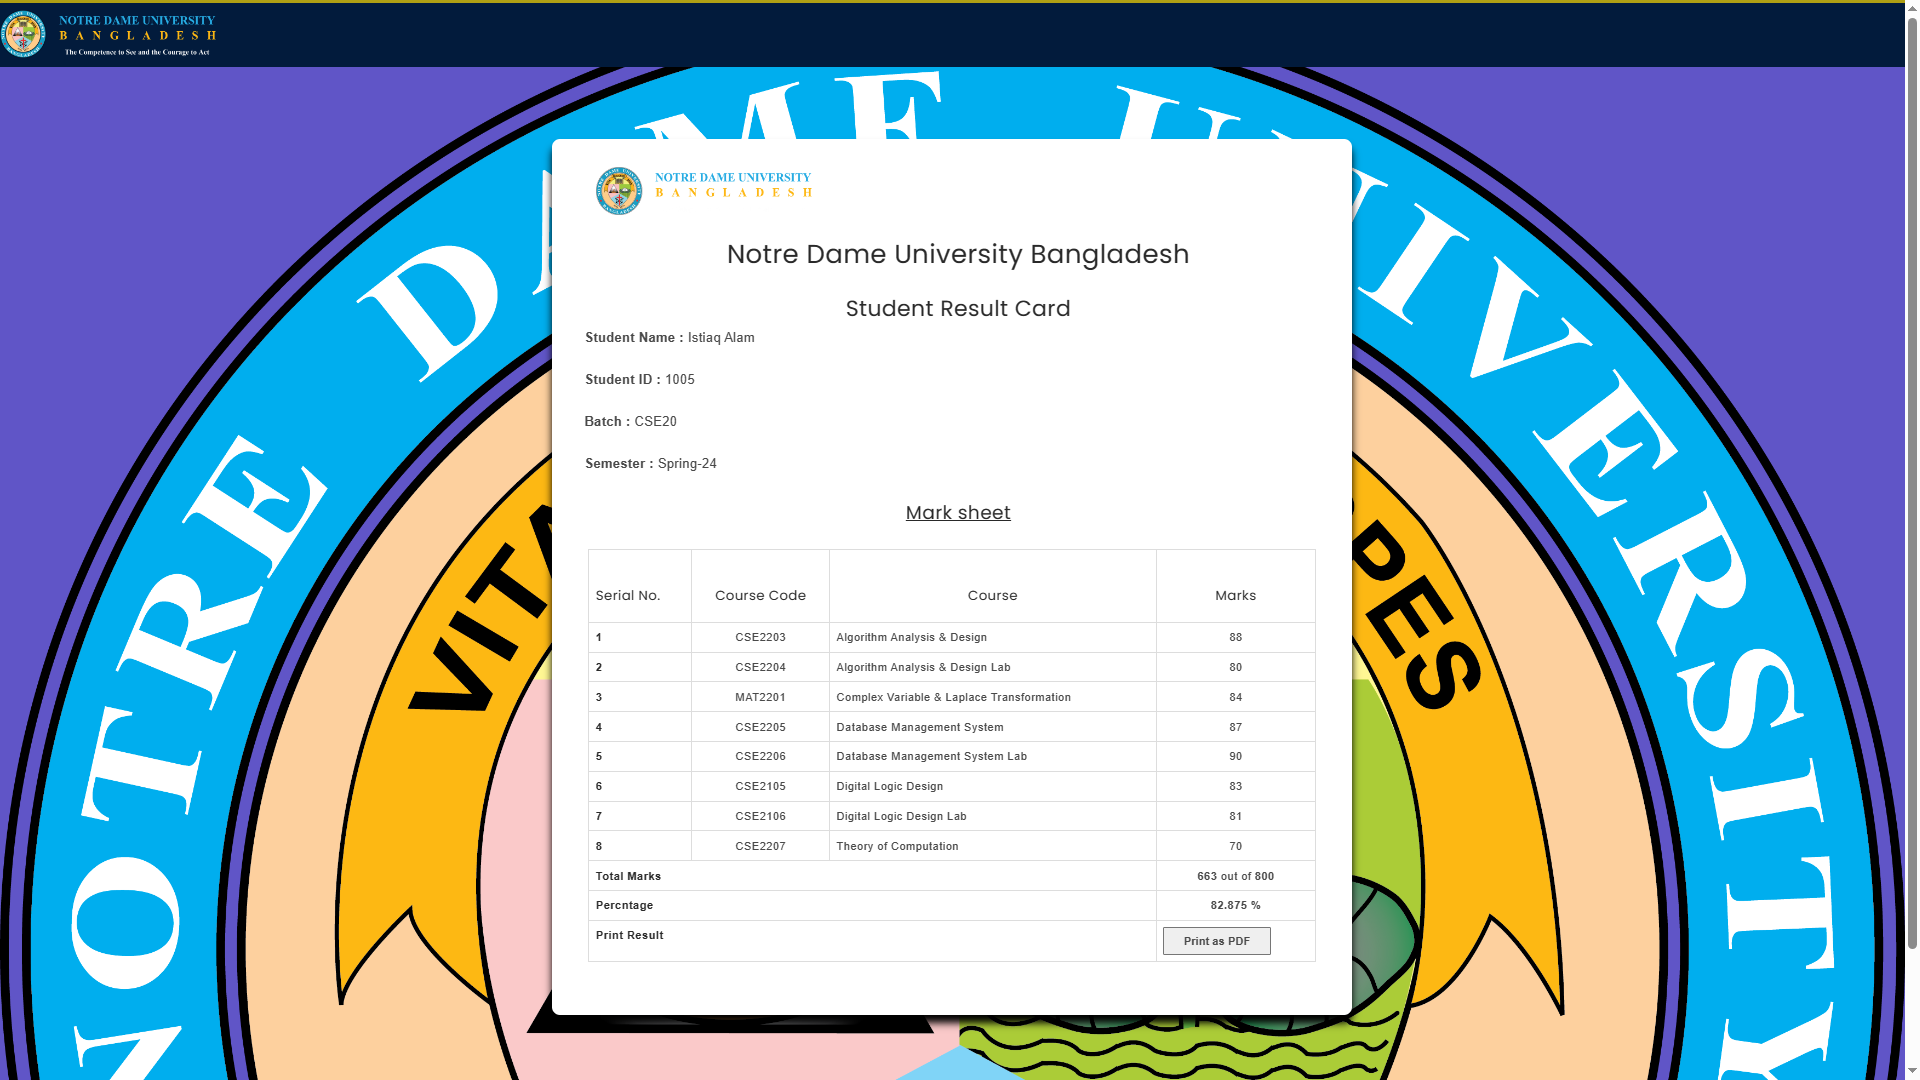 NOTRE DAME UNIVERSITY
BANGLADESH
The Competence to See and the Courage to Act
NOTRE DAME UNIVERSITY
VITA
PES
NOTRE DAME UNIVERSITY
BANGLADESH
Notre Dame University Bangladesh
Student Result Card
Student Name : Istiaq Alam
Student ID : 1005
Batch : CSE20
Semester : Spring-24
Mark sheet
Serial No. Course Code Course Marks
1 CSE2203 Algorithm Analysis & Design 88
2 CSE2204 Algorithm Analysis & Design Lab 80
3 MAT2201 Complex Variable & Laplace Transformation 84
4 CSE2205 Database Management System 87
5 CSE2206 Database Management System Lab 90
6 CSE2105 Digital Logic Design 83
7 CSE2106 Digital Logic Design Lab 81
8 CSE2207 Theory of Computation 70
Total Marks 663 out of 800
Percntage 82.875 %
Print Result Print as PDF